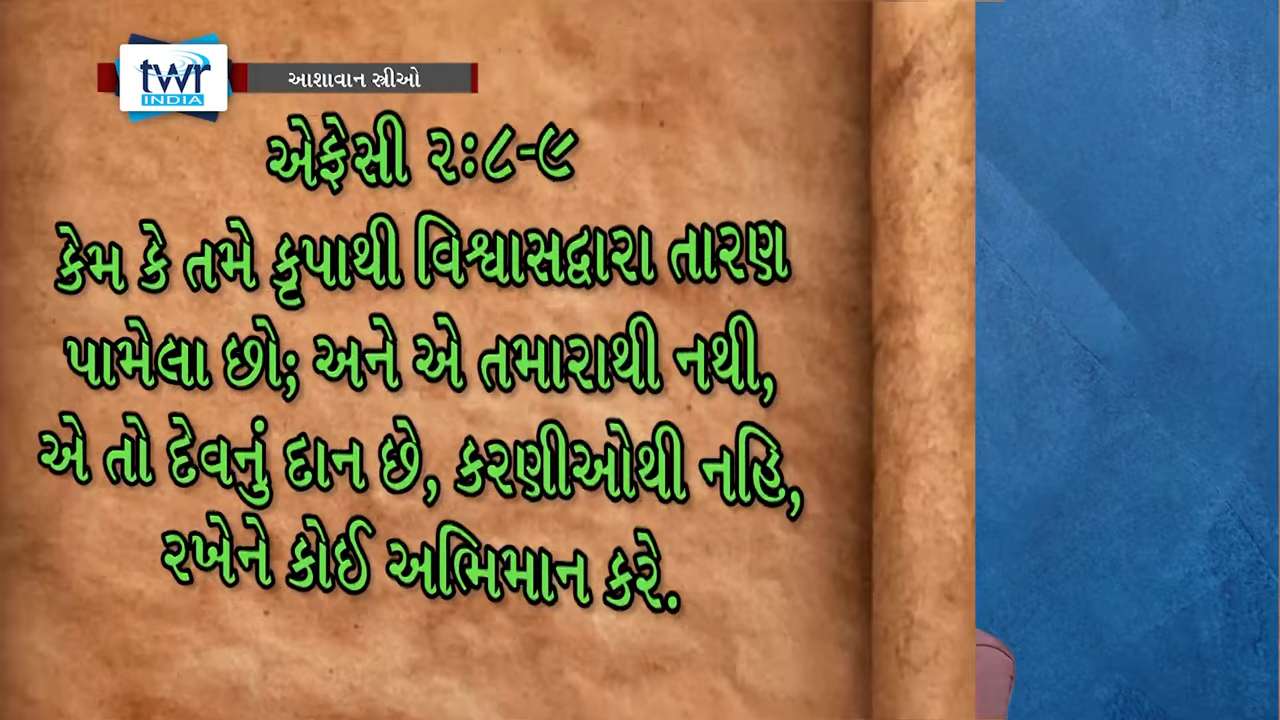 twr
INDIA
આશાવાન સ્ત્રીઓ
એફેસી ૨:૮-૯
કેમ કે તમે કૃપાથી વિશ્વાસદ્વારા તારણ
પામેલા છો; અને એ તમારાથી નથી,
એ તો દેવનું દાન છે, કરણીઓથી નહિ,
રખેને કોઈ અભિમાન કરે.